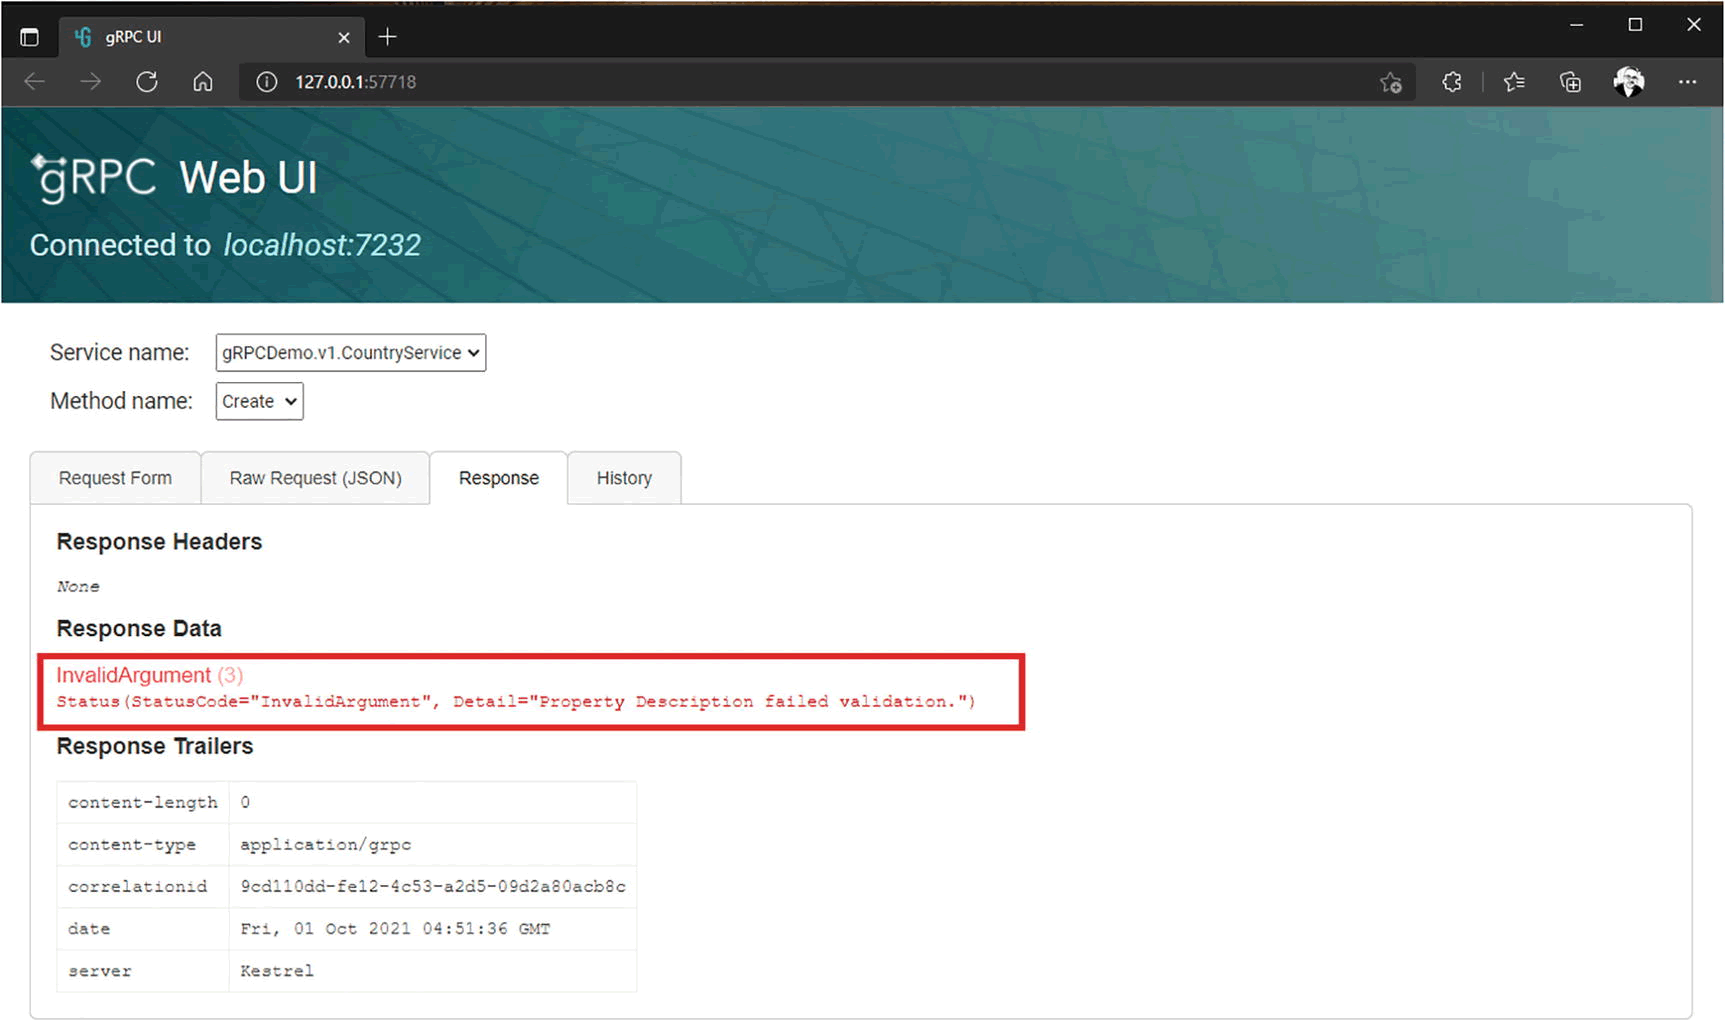 gRPC UI
127.0.0.1:57718
gRPC Web UI
Connected to localhost:7232
Service name: gRPCDemo.v1.CountryService
Method name: Create
Request Form Raw Request (JSON) Response History
Response Headers
None
Response Data
InvalidArgument (3)
Status(StatusCode="InvalidArgument", Detail="Property Description failed validation.")
Response Trailers
content-length 0
content-type application/grpc
correlationid 9cd110dd-fe12-4c53-a2d5-09d2a80acb8c
date Fri, 01 Oct 2021 04:51:36 GMT
server Kestrel